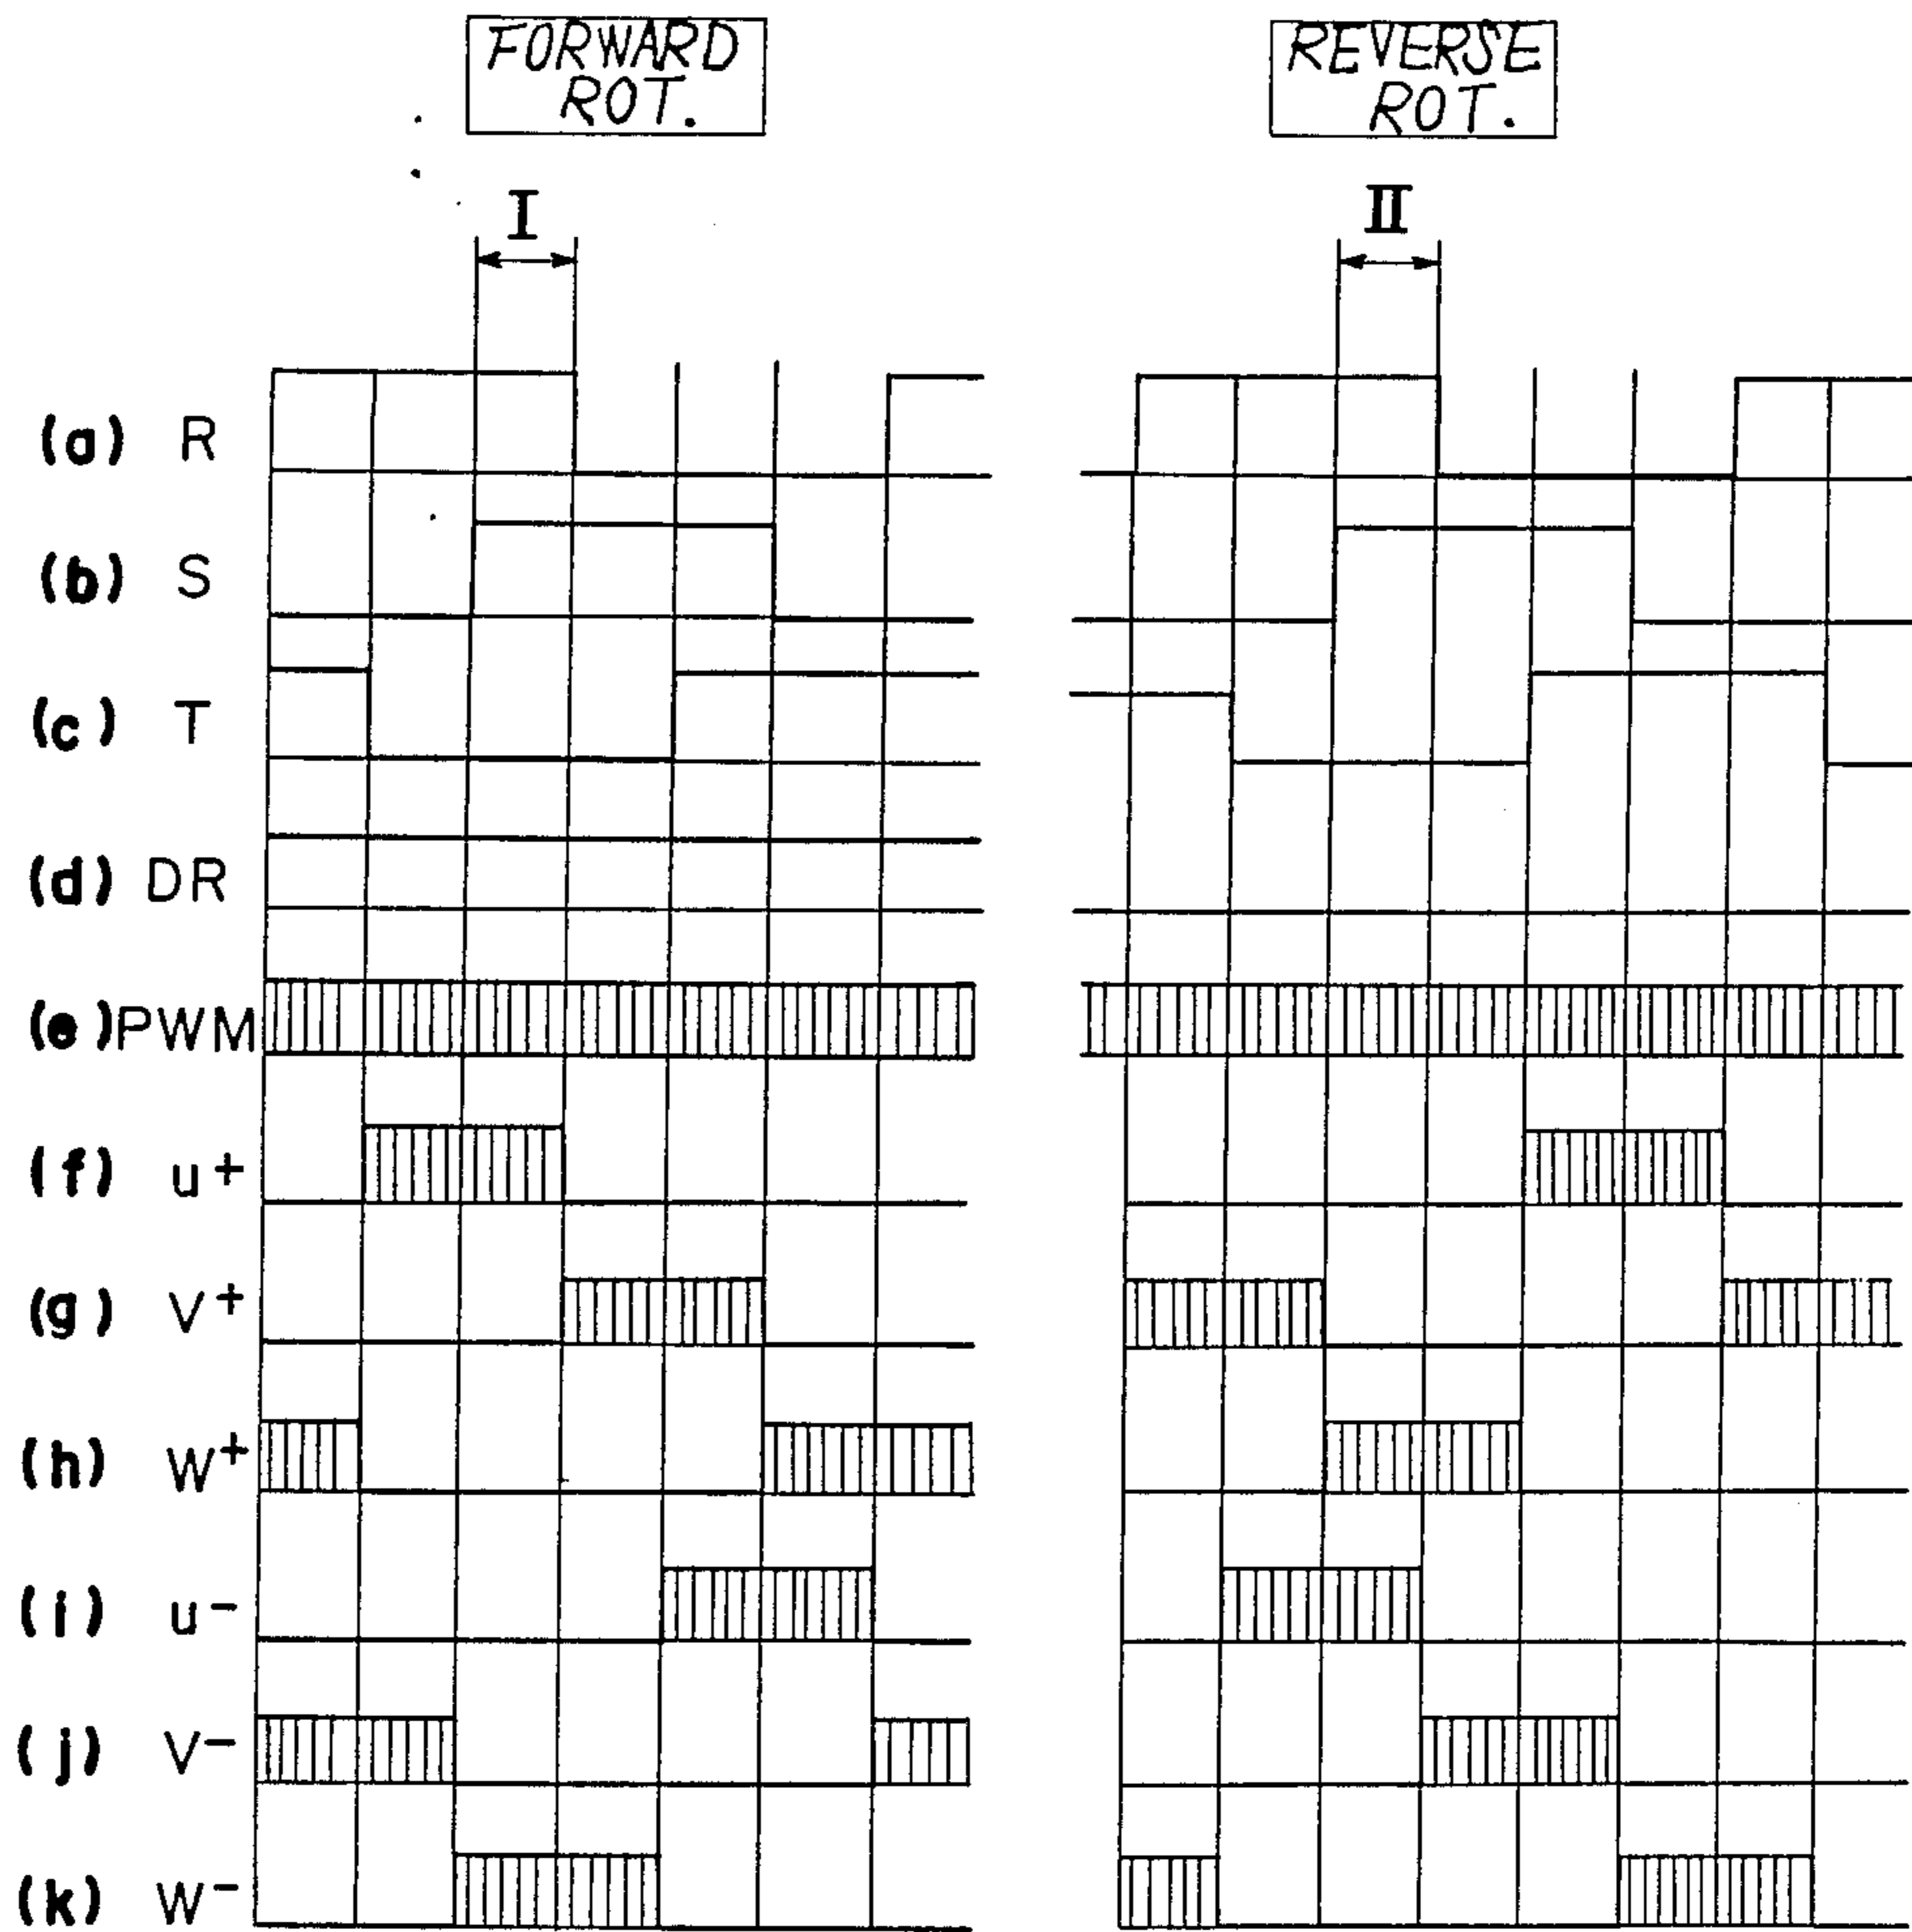 FORWARD
ROT.
REVERSE
ROT.
I
II
(a) R
(b) S
(c) T
(d) DR
(e) PWM
(f) u+
(g) V+
(h) W+
(i) u-
(j) V-
(k) W-